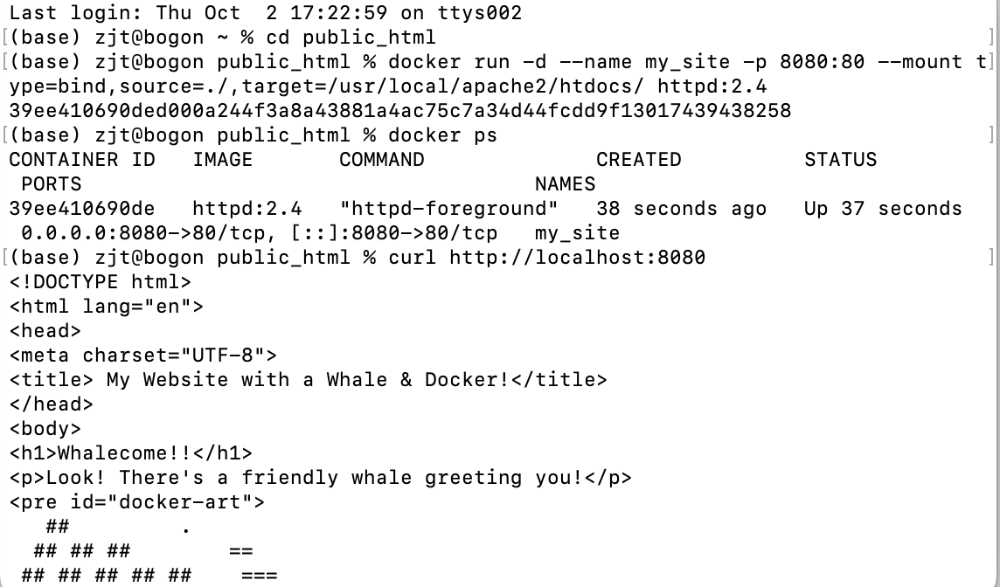 Last login: Thu Oct  2 17:22:59 on ttys002
[(base) zjt@bogon ~ % cd public_html                                             ]
[(base) zjt@bogon public_html % docker run -d --name my_site -p 8080:80 --mount t]
ype=bind,source=./,target=/usr/local/apache2/htdocs/ httpd:2.4
39ee410690ded000a244f3a8a43881a4ac75c7a34d44fcdd9f13017439438258
[(base) zjt@bogon public_html % docker ps                                        ]
CONTAINER ID   IMAGE       COMMAND              CREATED          STATUS
 PORTS                                     NAMES
39ee410690de   httpd:2.4   "httpd-foreground"   38 seconds ago   Up 37 seconds
 0.0.0.0:8080->80/tcp, [::]:8080->80/tcp   my_site
[(base) zjt@bogon public_html % curl http://localhost:8080                       ]
<!DOCTYPE html>
<html lang="en">
<head>
<meta charset="UTF-8">
<title> My Website with a Whale & Docker!</title>
</head>
<body>
<h1>Whalecome!!</h1>
<p>Look! There's a friendly whale greeting you!</p>
<pre id="docker-art">
   ##         .
  ## ## ##        ==
 ## ## ## ## ##    ===